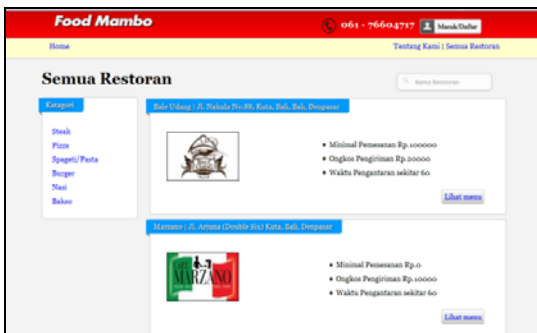 Food Mambo
061 - 76604717
Masuk/Daftar
Home
Tentang Kami | Semua Restoran
Semua Restoran
Nama Restoran
Kategori
Steak
Pizza
Spageti/Pasta
Burger
Nasi
Bakso
Bale Udang | Jl. Nakula No.88, Kuta, Bali, Bali, Denpasar
Minimal Pemesanan Rp.100000
Ongkos Pengiriman Rp.20000
Waktu Pengantaran sekitar 60
Lihat menu
Marzano | Jl. Arjuna (Double Six) Kuta, Bali, Denpasar
MARZANO
Minimal Pemesanan Rp.0
Ongkos Pengiriman Rp.10000
Waktu Pengantaran sekitar 60
Lihat menu